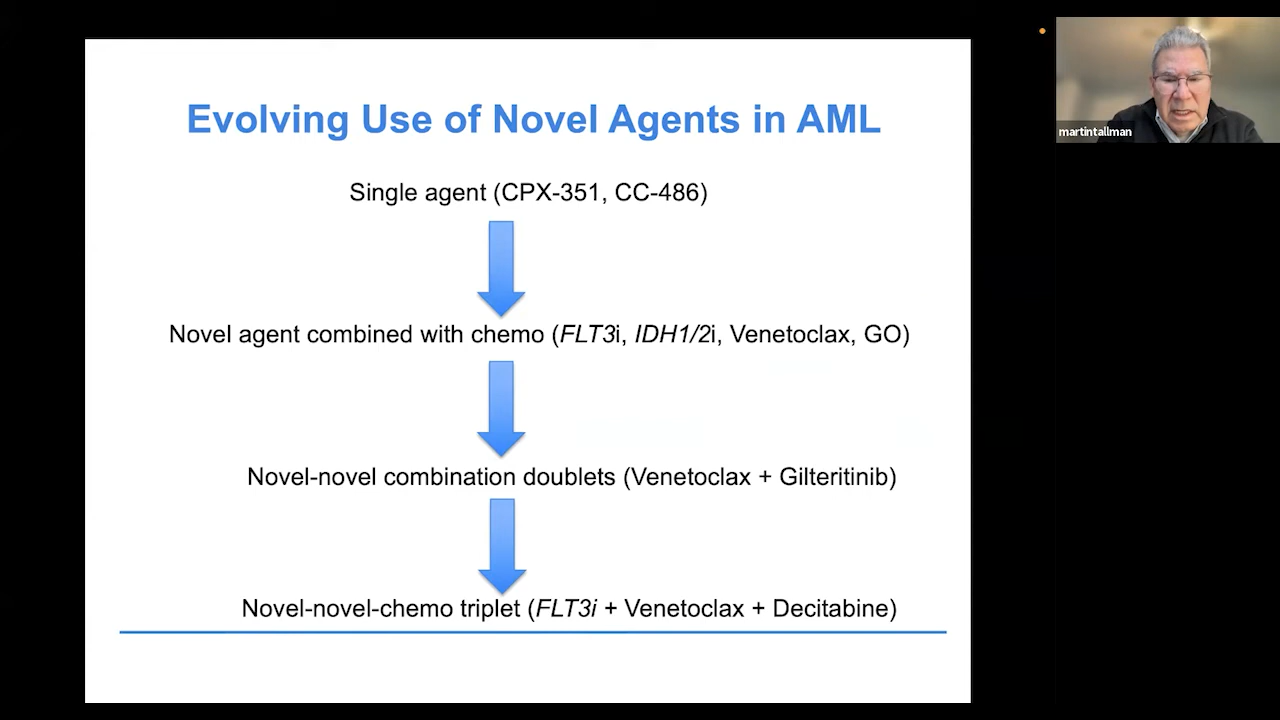 Evolving Use of Novel Agents in AML
Single agent (CPX-351, CC-486)
Novel agent combined with chemo (FLT3i, IDH1/2i, Venetoclax, GO)
Novel-novel combination doublets (Venetoclax + Gilteritinib)
Novel-novel-chemo triplet (FLT3i + Venetoclax + Decitabine)
martintallman